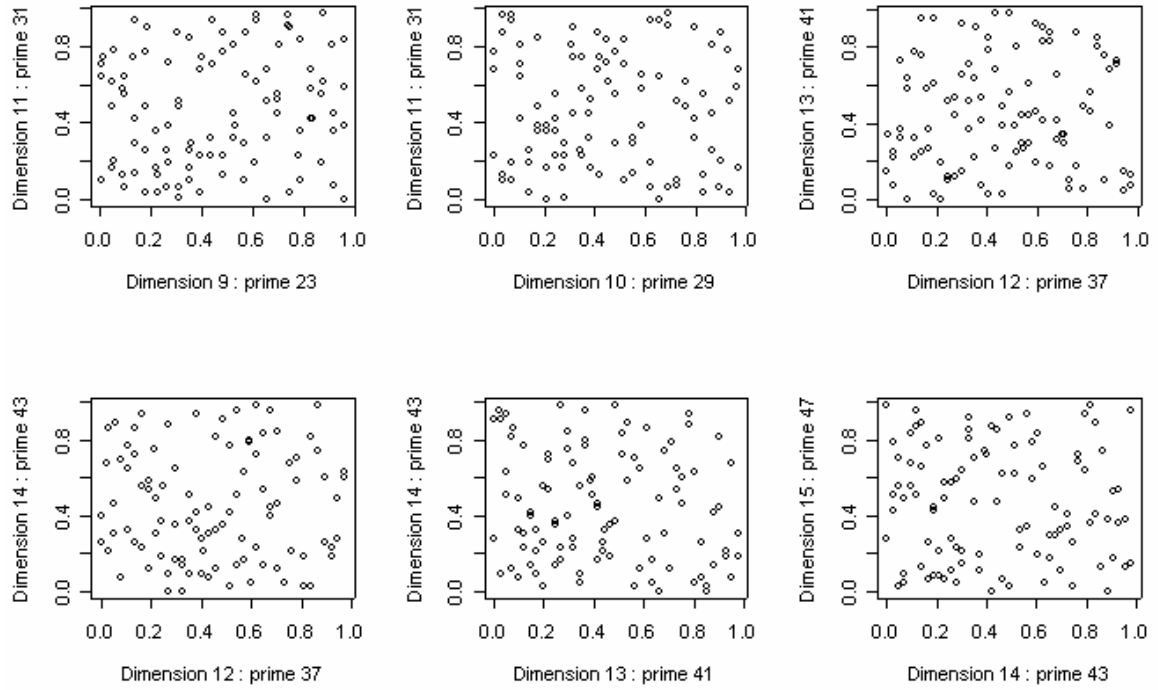 Dimension 11 : prime 31
0.0 0.4 0.8
0.0 0.2 0.4 0.6 0.8 1.0
Dimension 9 : prime 23
Dimension 11 : prime 31
0.0 0.4 0.8
0.0 0.2 0.4 0.6 0.8 1.0
Dimension 10 : prime 29
Dimension 13 : prime 41
0.0 0.4 0.8
0.0 0.2 0.4 0.6 0.8 1.0
Dimension 12 : prime 37
Dimension 14 : prime 43
0.0 0.4 0.8
0.0 0.2 0.4 0.6 0.8 1.0
Dimension 12 : prime 37
Dimension 14 : prime 43
0.0 0.4 0.8
0.0 0.2 0.4 0.6 0.8 1.0
Dimension 13 : prime 41
Dimension 15 : prime 47
0.0 0.4 0.8
0.0 0.2 0.4 0.6 0.8 1.0
Dimension 14 : prime 43